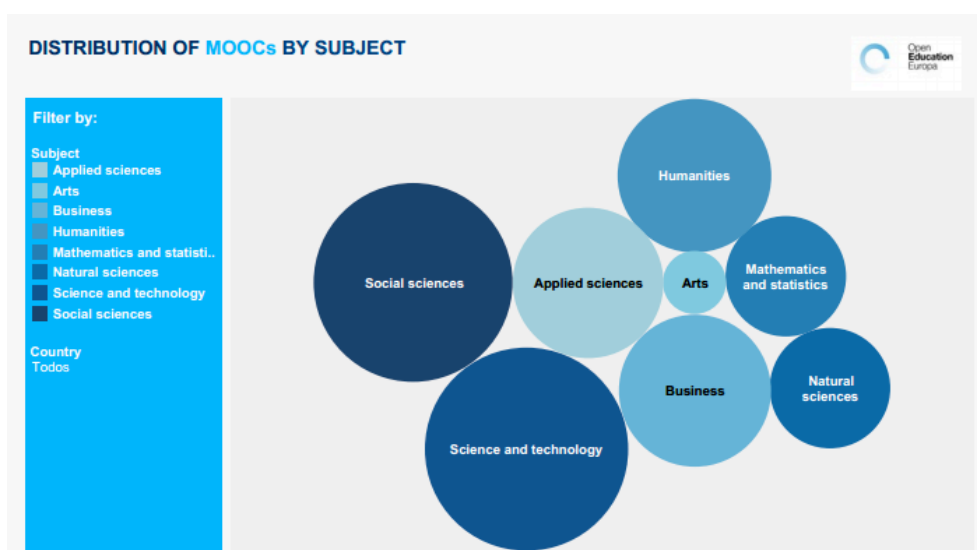 DISTRIBUTION OF MOOCs BY SUBJECT
Open
Education
Europa
Filter by:
Subject
Applied sciences
Arts
Business
Humanities
Mathematics and statisti..
Natural sciences
Science and technology
Social sciences
Country
Todos
Humanities
Social sciences
Applied sciences
Arts
Mathematics
and statistics
Business
Natural
sciences
Science and technology